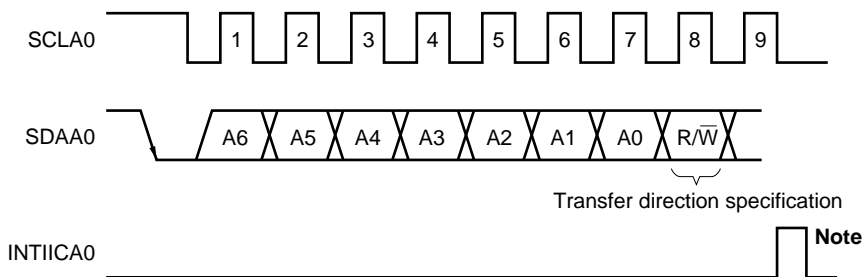 SCLA0 1 2 3 4 5 6 7 8 9
SDAA0 A6 A5 A4 A3 A2 A1 A0 R/W̅
Transfer direction specification
INTIICA0 Note